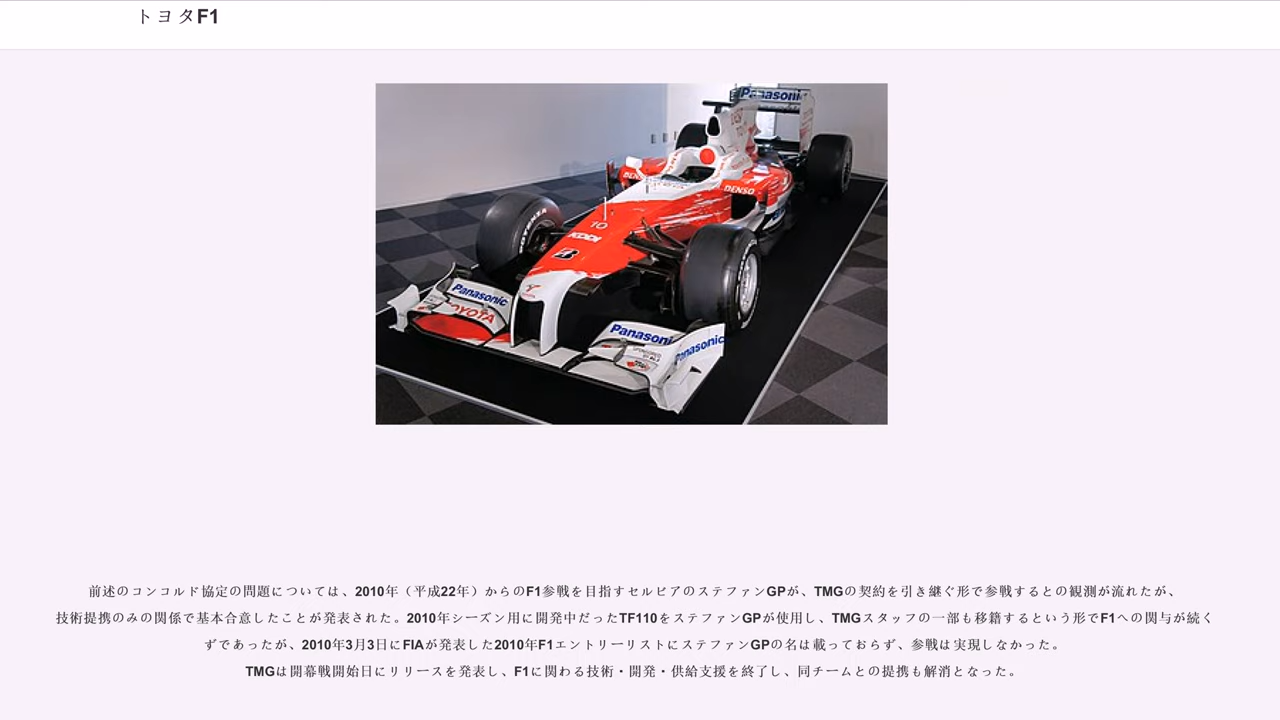 トヨタF1
Panasonic
DENSO
DENSO
10
KDDI
B
Panasonic
TOYOTA
Panasonic
Panasonic
前述のコンコルド協定の問題については、2010年（平成22年）からのF1参戦を目指すセルビアのステファンGPが、TMGの契約を引き継ぐ形で参戦するとの観測が流れたが、
技術提携のみの関係で基本合意したことが発表された。2010年シーズン用に開発中だったTF110をステファンGPが使用し、TMGスタッフの一部も移籍するという形でF1への関与が続く
ずであったが、2010年3月3日にFIAが発表した2010年F1エントリーリストにステファンGPの名は載っておらず、参戦は実現しなかった。
TMGは開幕戦開始日にリリースを発表し、F1に関わる技術・開発・供給支援を終了し、同チームとの提携も解消となった。